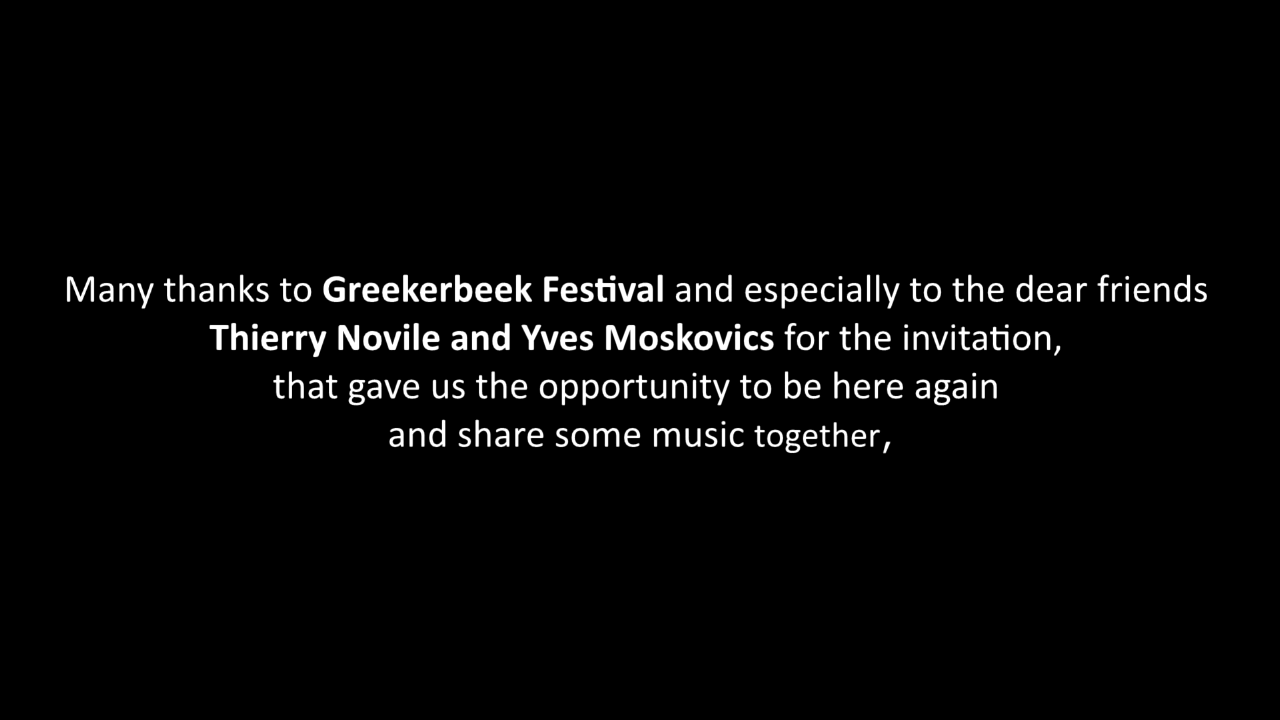 Many thanks to Greekerbeek Festival and especially to the dear friends
Thierry Novile and Yves Moskovics for the invitation,
that gave us the opportunity to be here again
and share some music together,